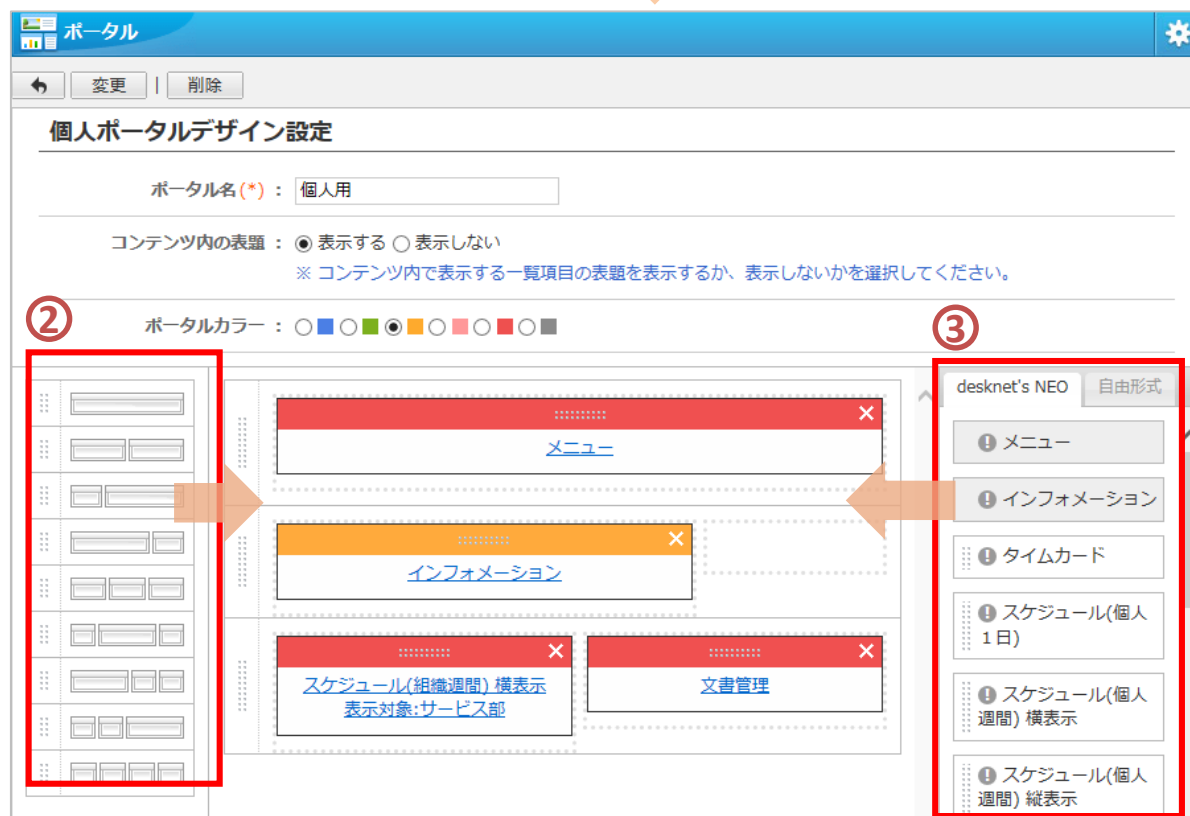 ポータル
変更 | 削除
個人ポータルデザイン設定
ポータル名(*) : 個人用
コンテンツ内の表題 : 表示する 表示しない
※ コンテンツ内で表示する一覧項目の表題を表示するか、表示しないかを選択してください。
ポータルカラー :
②
③
メニュー
インフォメーション
スケジュール(組織週間) 横表示
表示対象:サービス部
文書管理
desknet's NEO 自由形式
メニュー
インフォメーション
タイムカード
スケジュール(個人
1日)
スケジュール(個人
週間) 横表示
スケジュール(個人
週間) 縦表示